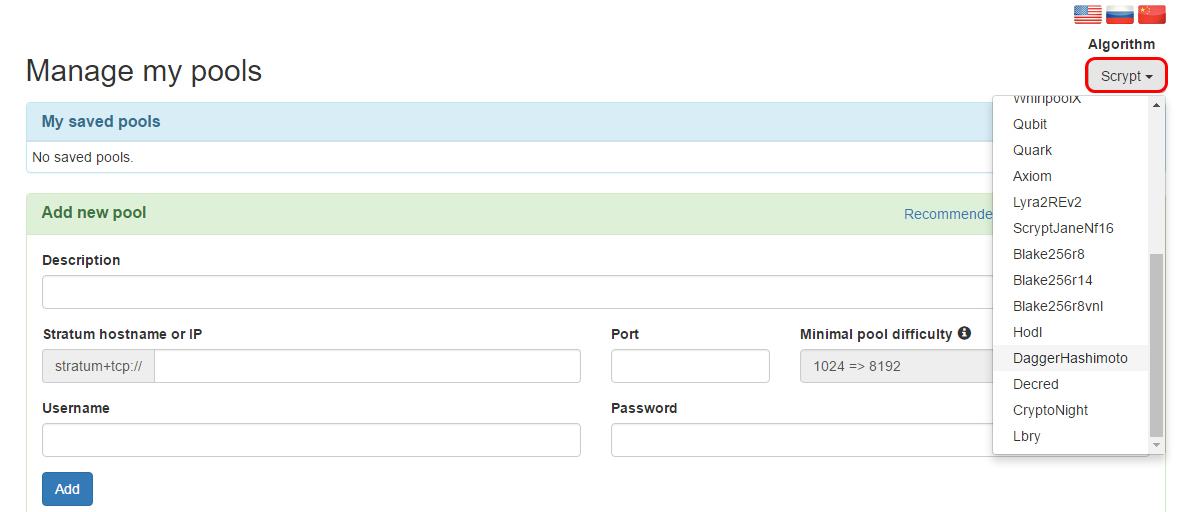 Algorithm
Manage my pools
Scrypt
My saved pools
No saved pools.
Add new pool
Recommende
Description
Stratum hostname or IP
Port
Minimal pool difficulty
stratum+tcp://
1024 => 8192
Username
Password
Add
WhirlpoolX
Qubit
Quark
Axiom
Lyra2REv2
ScryptJaneNf16
Blake256r8
Blake256r14
Blake256r8vnl
Hodl
DaggerHashimoto
Decred
CryptoNight
Lbry